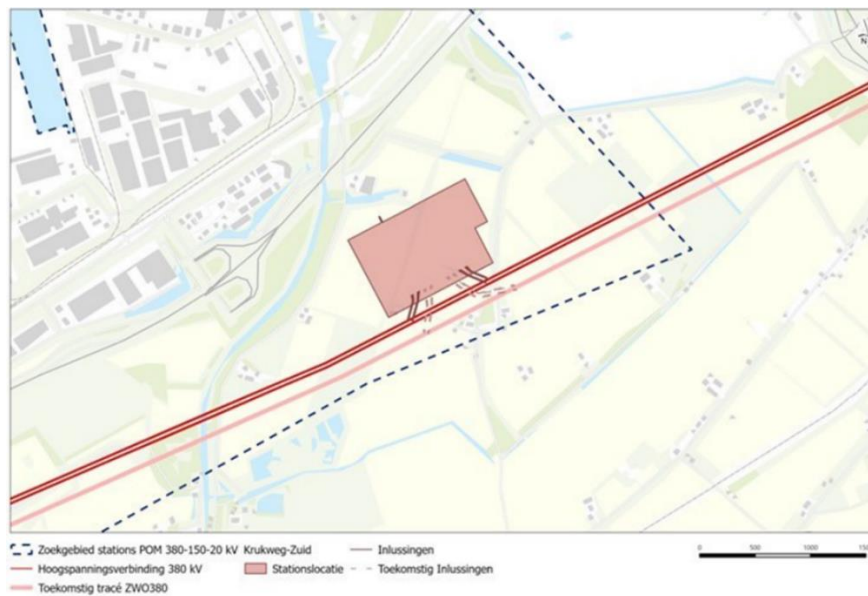 N
Zoekgebied stations POM 380-150-20 kV Krukweg-Zuid
Inlussingen
Hoogspanningsverbinding 380 kV
Stationslocatie
Toekomstig Inlussingen
Toekomstig tracé ZWO380
0 500 1000